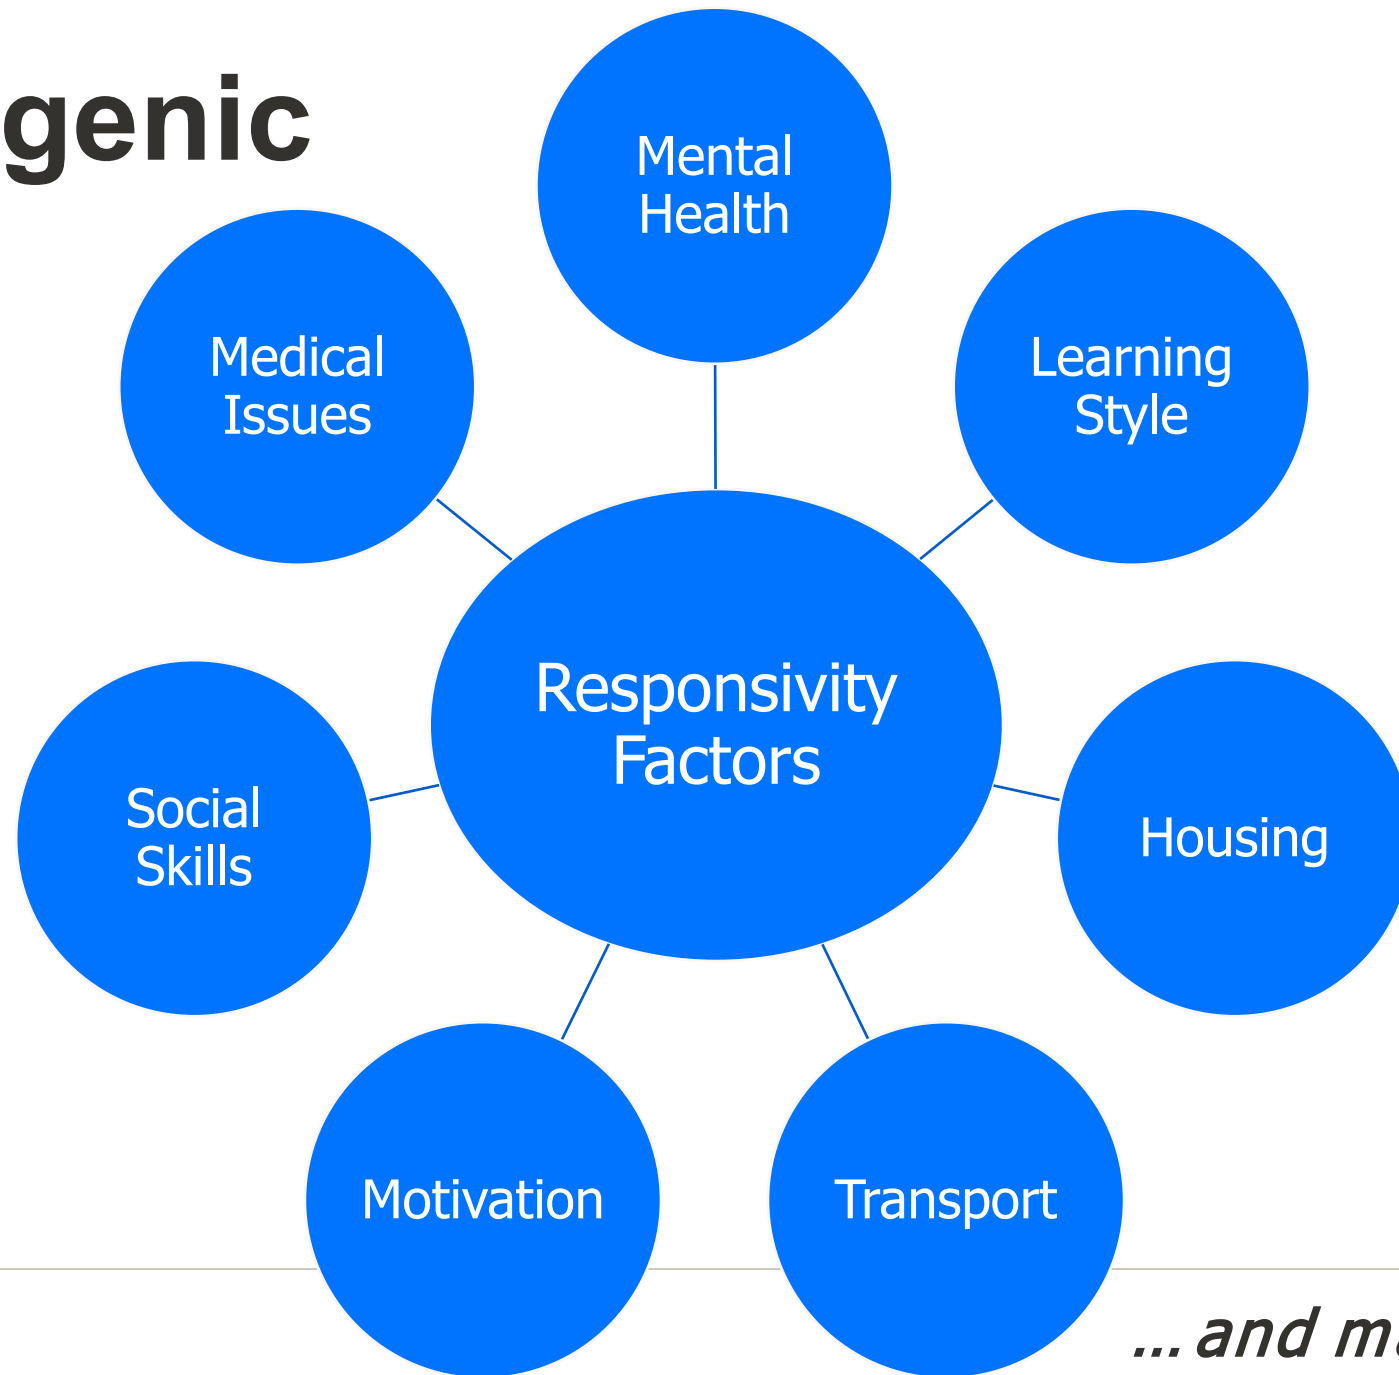 genic
Mental
Health
Medical
Issues
Learning
Style
Responsivity
Factors
Social
Skills
Housing
Motivation
Transport
... and